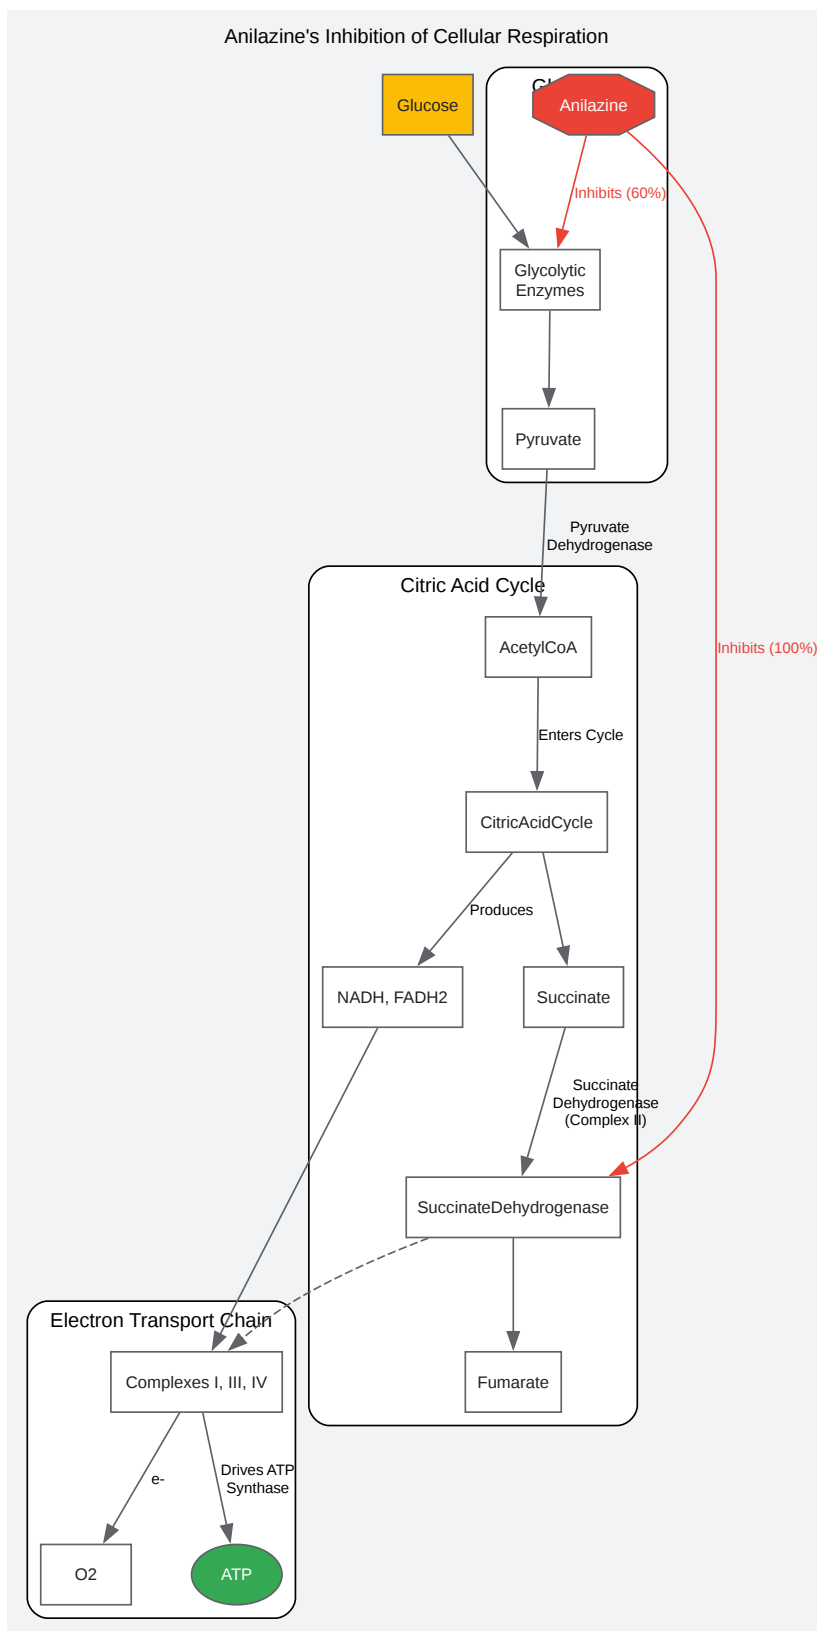 Anilazine's Inhibition of Cellular Respiration
Glucose
Anilazine
Inhibits (60%)
Glycolytic
Enzymes
Pyruvate
Pyruvate
Dehydrogenase
Citric Acid Cycle
AcetylCoA
Inhibits (100%)
Enters Cycle
CitricAcidCycle
Produces
NADH, FADH2
Succinate
Succinate
Dehydrogenase
(Complex II)
SuccinateDehydrogenase
Electron Transport Chain
Complexes I, III, IV
Fumarate
e-
Drives ATP
Synthase
O2
ATP